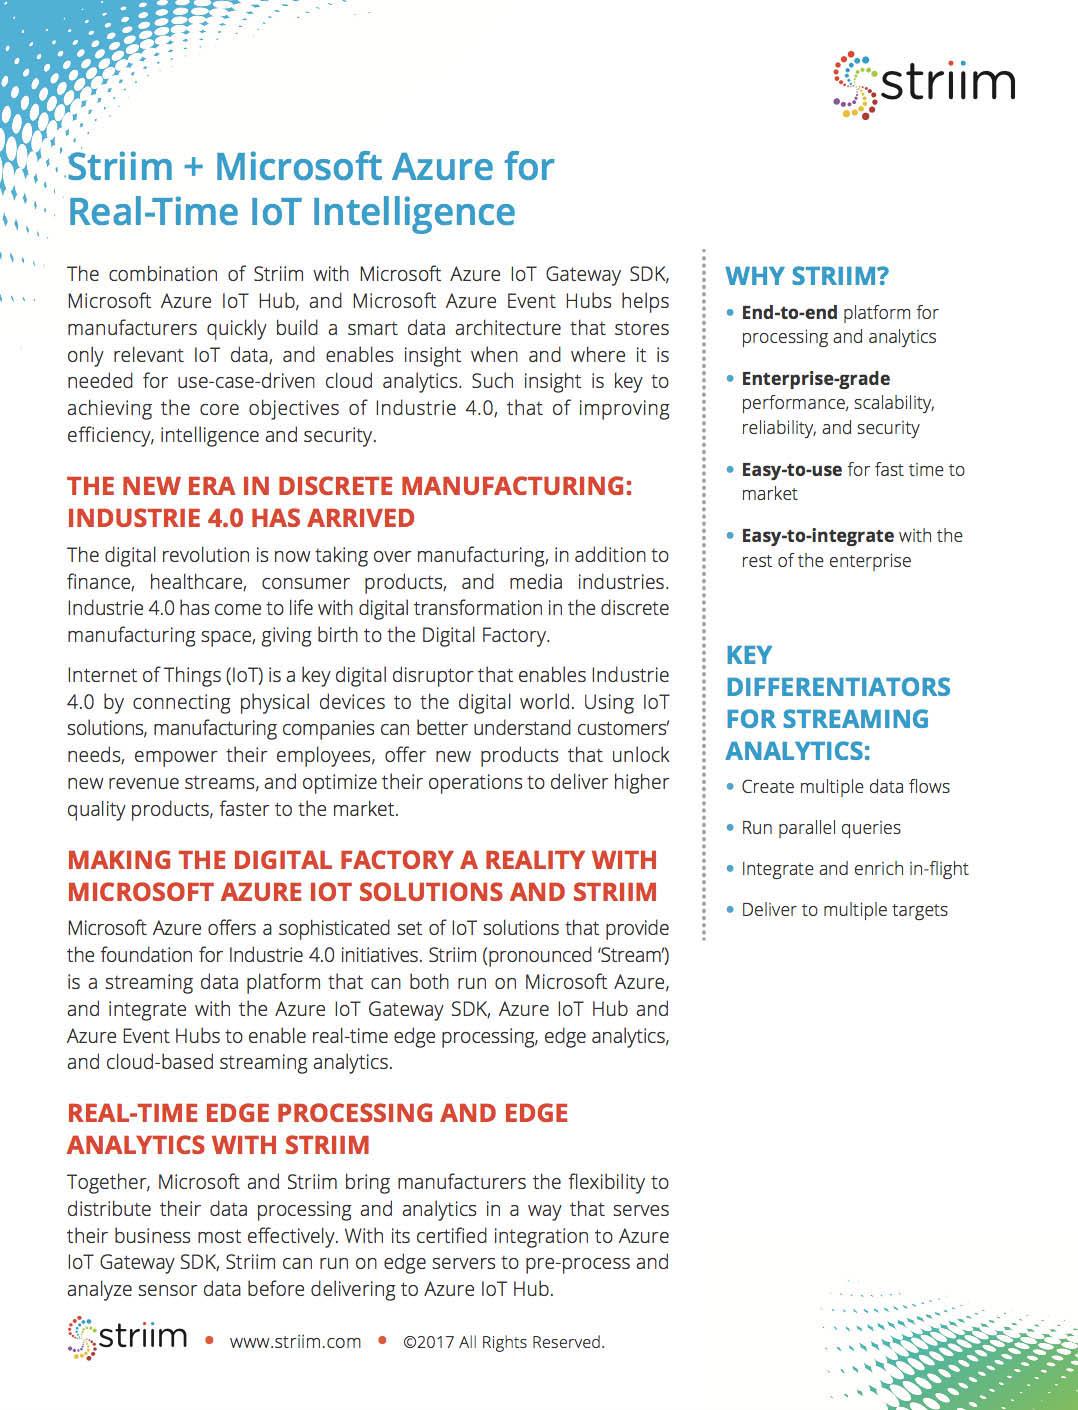 striim
Striim + Microsoft Azure for
Real-Time IoT Intelligence
The combination of Striim with Microsoft Azure IoT Gateway SDK,
Microsoft Azure IoT Hub, and Microsoft Azure Event Hubs helps
manufacturers quickly build a smart data architecture that stores
only relevant IoT data, and enables insight when and where it is
needed for use-case-driven cloud analytics. Such insight is key to
achieving the core objectives of Industrie 4.0, that of improving
efficiency, intelligence and security.
THE NEW ERA IN DISCRETE MANUFACTURING:
INDUSTRIE 4.0 HAS ARRIVED
The digital revolution is now taking over manufacturing, in addition to
finance, healthcare, consumer products, and media industries.
Industrie 4.0 has come to life with digital transformation in the discrete
manufacturing space, giving birth to the Digital Factory.
Internet of Things (IoT) is a key digital disruptor that enables Industrie
4.0 by connecting physical devices to the digital world. Using IoT
solutions, manufacturing companies can better understand customers’
needs, empower their employees, offer new products that unlock
new revenue streams, and optimize their operations to deliver higher
quality products, faster to the market.
MAKING THE DIGITAL FACTORY A REALITY WITH
MICROSOFT AZURE IOT SOLUTIONS AND STRIIM
Microsoft Azure offers a sophisticated set of IoT solutions that provide
the foundation for Industrie 4.0 initiatives. Striim (pronounced ‘Stream’)
is a streaming data platform that can both run on Microsoft Azure,
and integrate with the Azure IoT Gateway SDK, Azure IoT Hub and
Azure Event Hubs to enable real-time edge processing, edge analytics,
and cloud-based streaming analytics.
REAL-TIME EDGE PROCESSING AND EDGE
ANALYTICS WITH STRIIM
Together, Microsoft and Striim bring manufacturers the flexibility to
distribute their data processing and analytics in a way that serves
their business most effectively. With its certified integration to Azure
IoT Gateway SDK, Striim can run on edge servers to pre-process and
analyze sensor data before delivering to Azure IoT Hub.
WHY STRIIM?
• End-to-end platform for
processing and analytics
• Enterprise-grade
performance, scalability,
reliability, and security
• Easy-to-use for fast time to
market
• Easy-to-integrate with the
rest of the enterprise
KEY
DIFFERENTIATORS
FOR STREAMING
ANALYTICS:
• Create multiple data flows
• Run parallel queries
• Integrate and enrich in-flight
• Deliver to multiple targets
striim • www.striim.com • ©2017 All Rights Reserved.